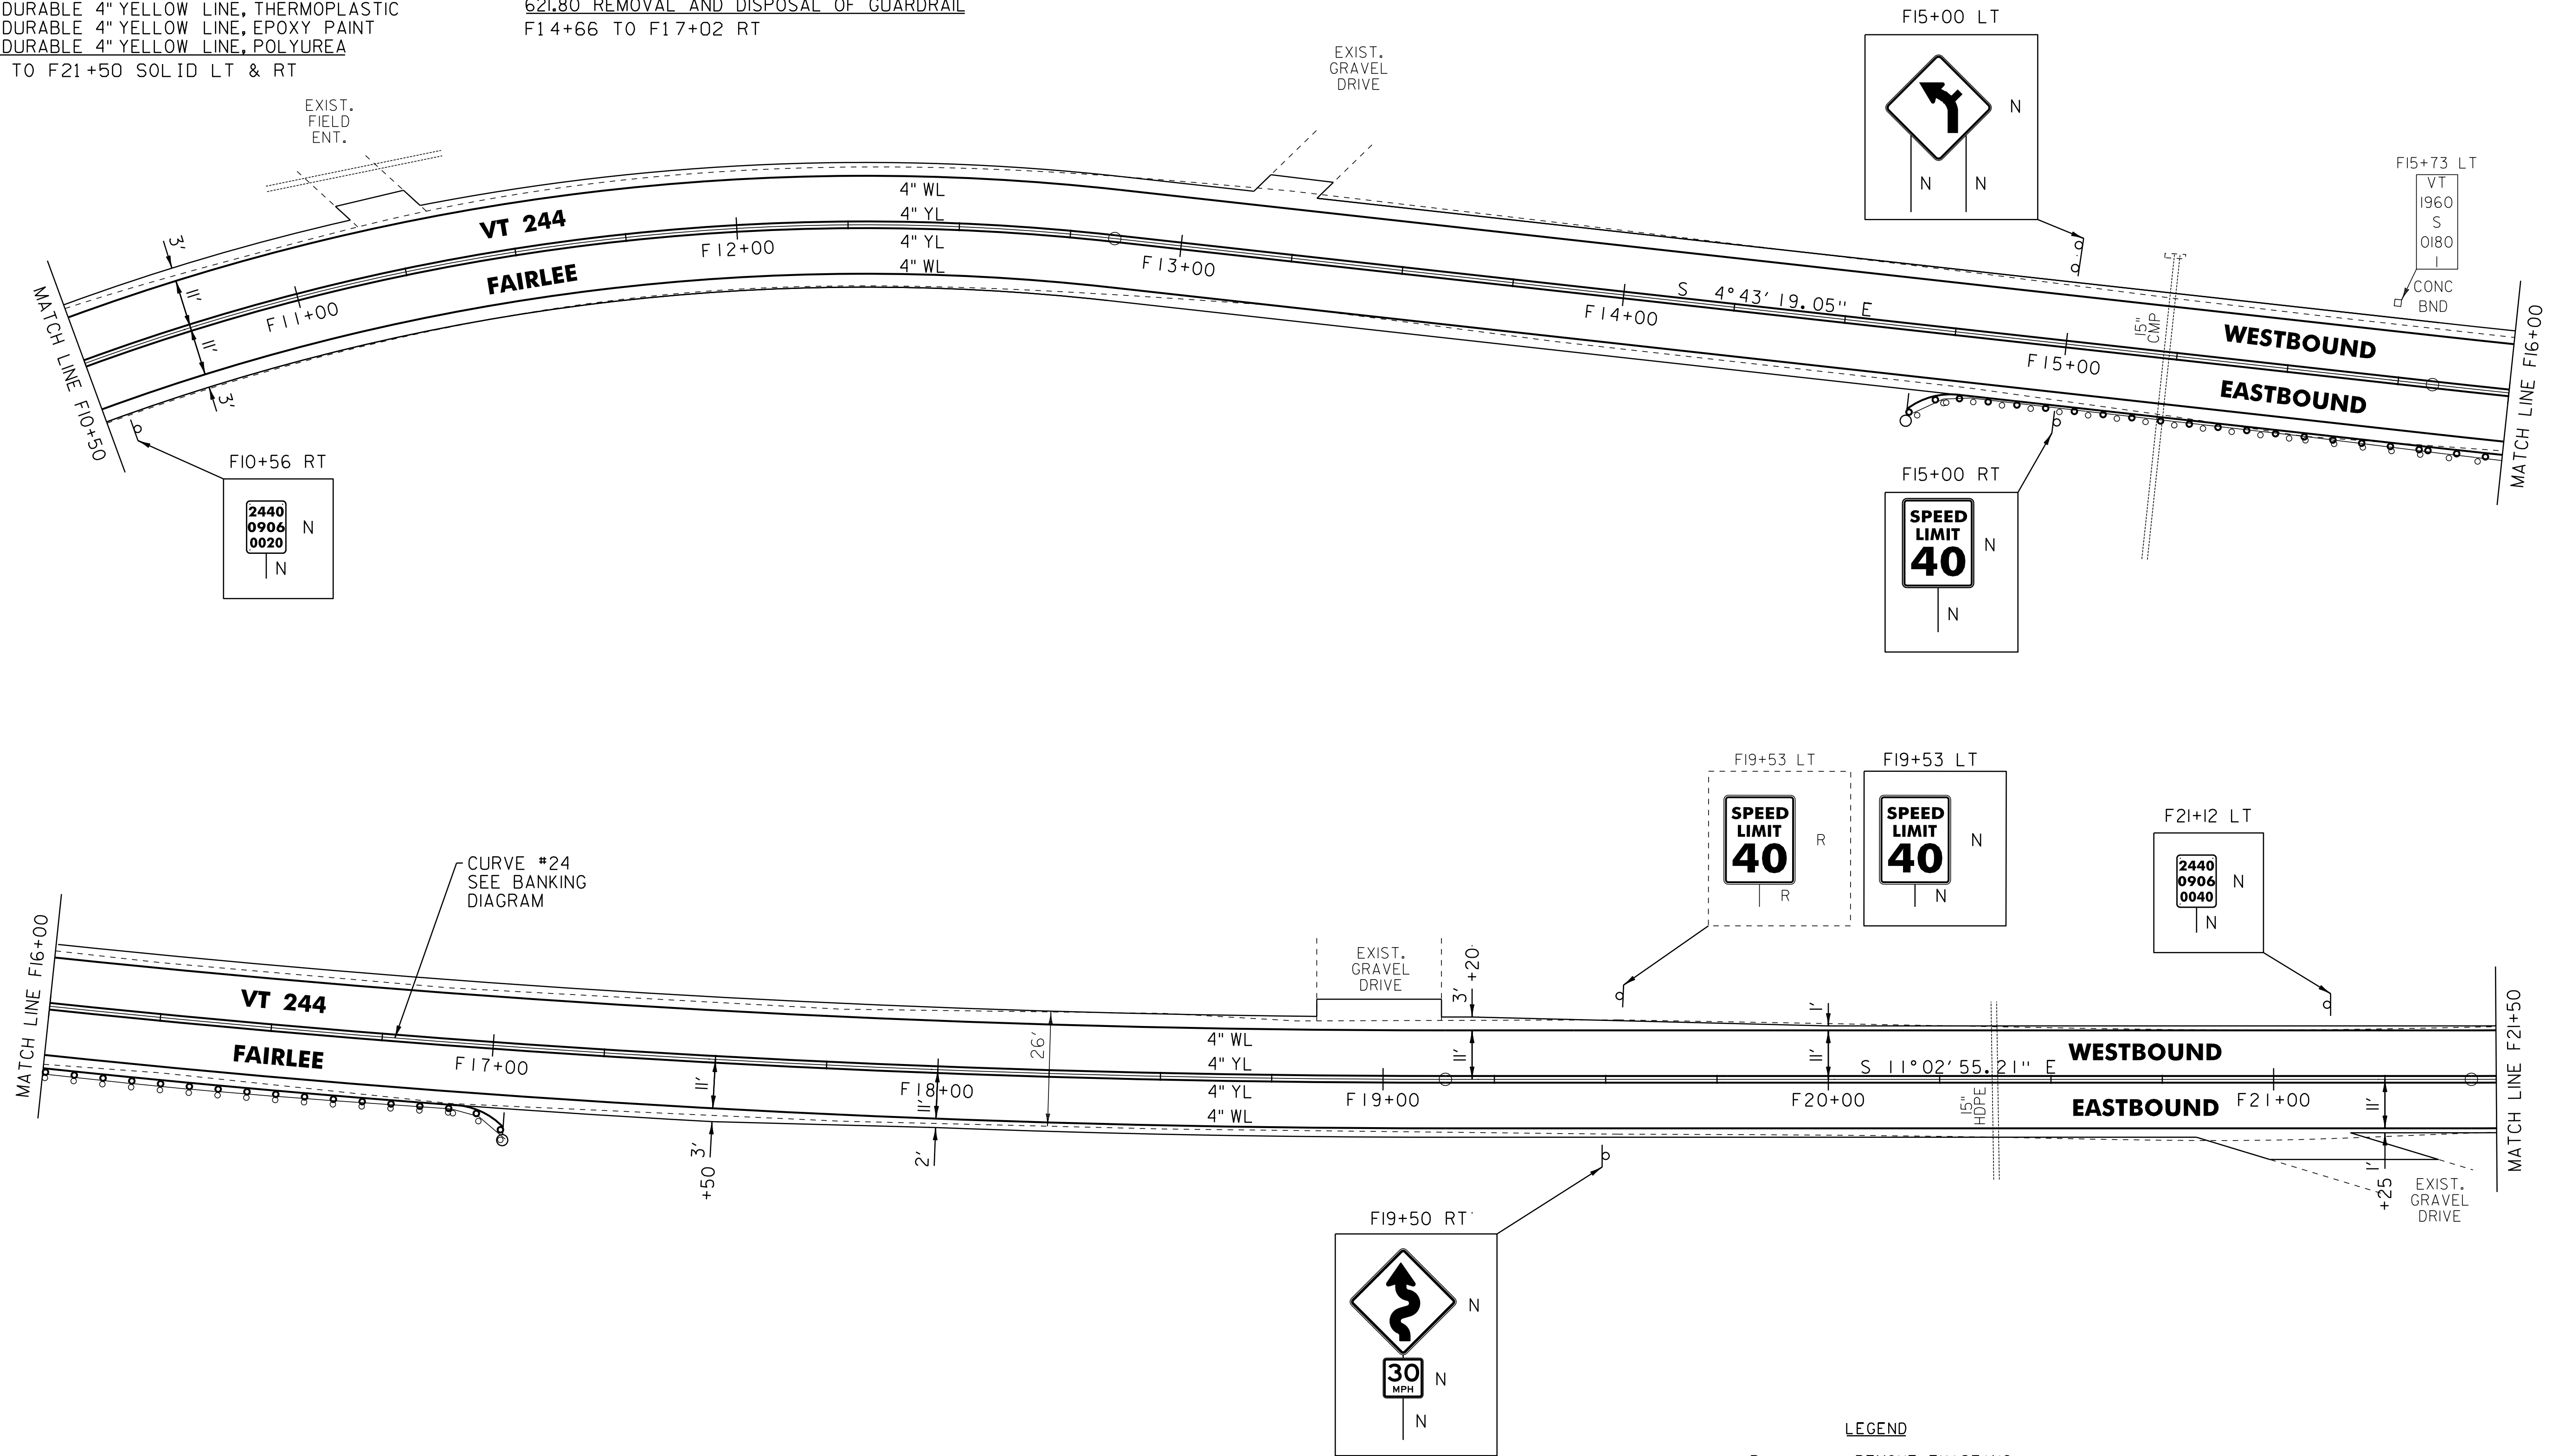 DURABLE 4" YELLOW LINE, THERMOPLASTIC
DURABLE 4" YELLOW LINE, EPOXY PAINT
DURABLE 4" YELLOW LINE, POLYUREA
TO F21+50 SOLID LT & RT
621.80 REMOVAL AND DISPOSAL OF GUARDRAIL
F14+66 TO F17+02 RT
EXIST.
FIELD
ENT.
EXIST.
GRAVEL
DRIVE
F15+00 LT
N
N N
F15+73 LT
VT
1960
S
0180
1
CONC
BND
MATCH LINE F10+50
3'
11'
11'
3'
VT 244
FAIRLEE
4" WL
4" YL
4" YL
4" WL
F11+00
F12+00
F13+00
F14+00
S 4°43'19.05" E
F15+00
15"
CMP
WESTBOUND
EASTBOUND
MATCH LINE F16+00
F10+56 RT
2440
0906
0020
N
N
F15+00 RT
SPEED
LIMIT
40
N
N
F19+53 LT
SPEED
LIMIT
40
R
R
F19+53 LT
SPEED
LIMIT
40
N
N
F21+12 LT
2440
0906
0040
N
N
CURVE #24
SEE BANKING
DIAGRAM
MATCH LINE F16+00
VT 244
FAIRLEE
F17+00
11'
3'
+50
F18+00
11'
2'
26'
4" WL
4" YL
4" YL
4" WL
EXIST.
GRAVEL
DRIVE
3'
+20
11'
F19+00
1'
11'
F20+00
S 11°02'55.21" E
15"
HDPE
WESTBOUND
EASTBOUND
F21+00
11'
1'
+25
EXIST.
GRAVEL
DRIVE
MATCH LINE F21+50
F19+50 RT
N
30
MPH
N
N
LEGEND